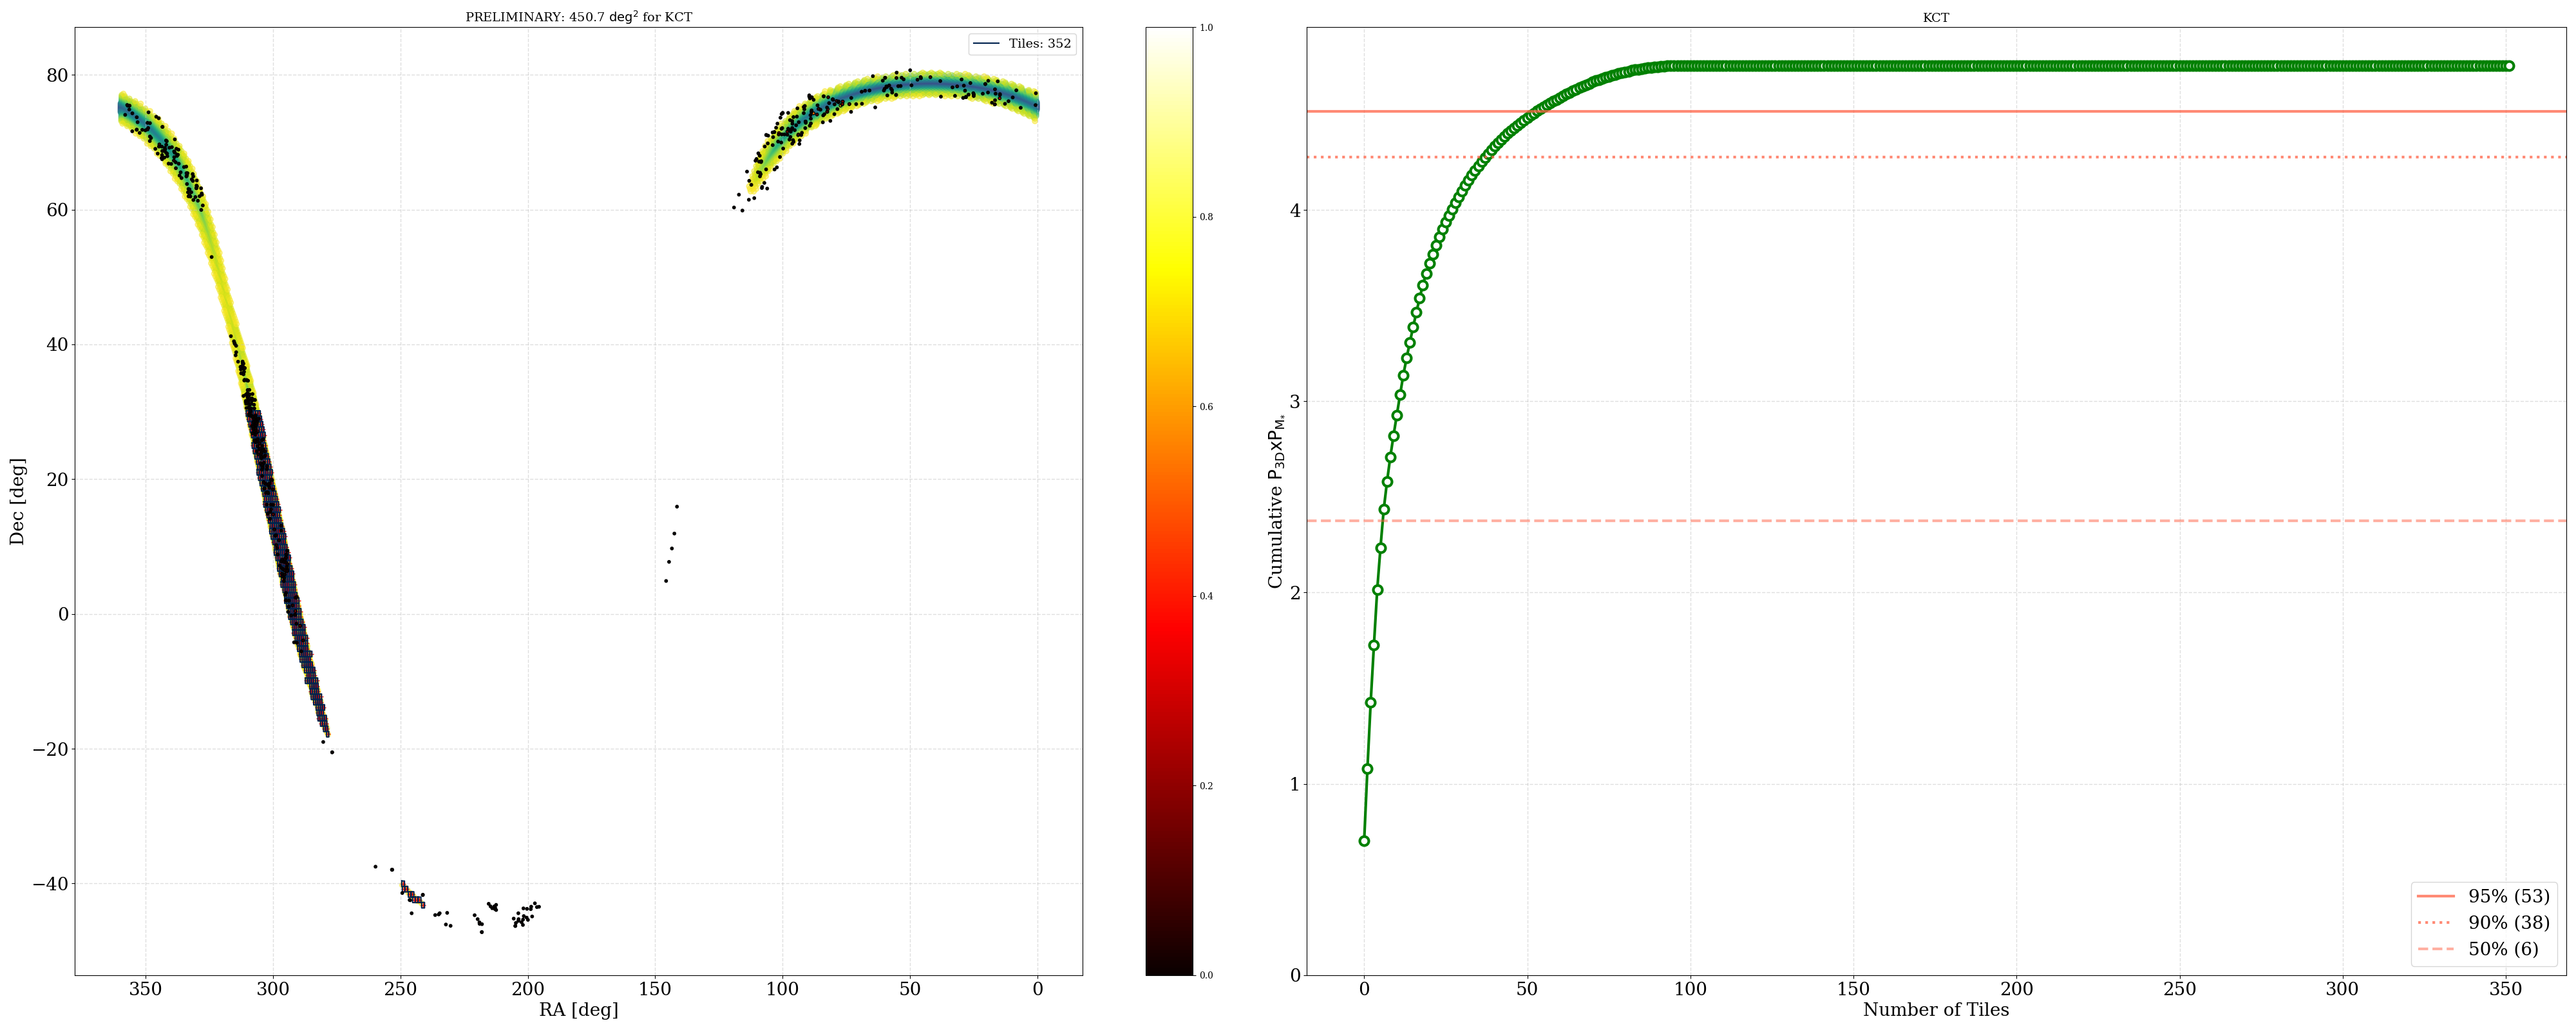 PRELIMINARY: 450.7 deg² for KCT
Tiles: 352
Dec [deg]
80
60
40
20
0
−20
−40
350 300 250 200 150 100 50 0
RA [deg]
1.0
0.8
0.6
0.4
0.2
0.0
KCT
Cumulative P₃DxP_M*
4
3
2
1
0
0 50 100 150 200 250 300 350
Number of Tiles
95% (53)
90% (38)
50% (6)